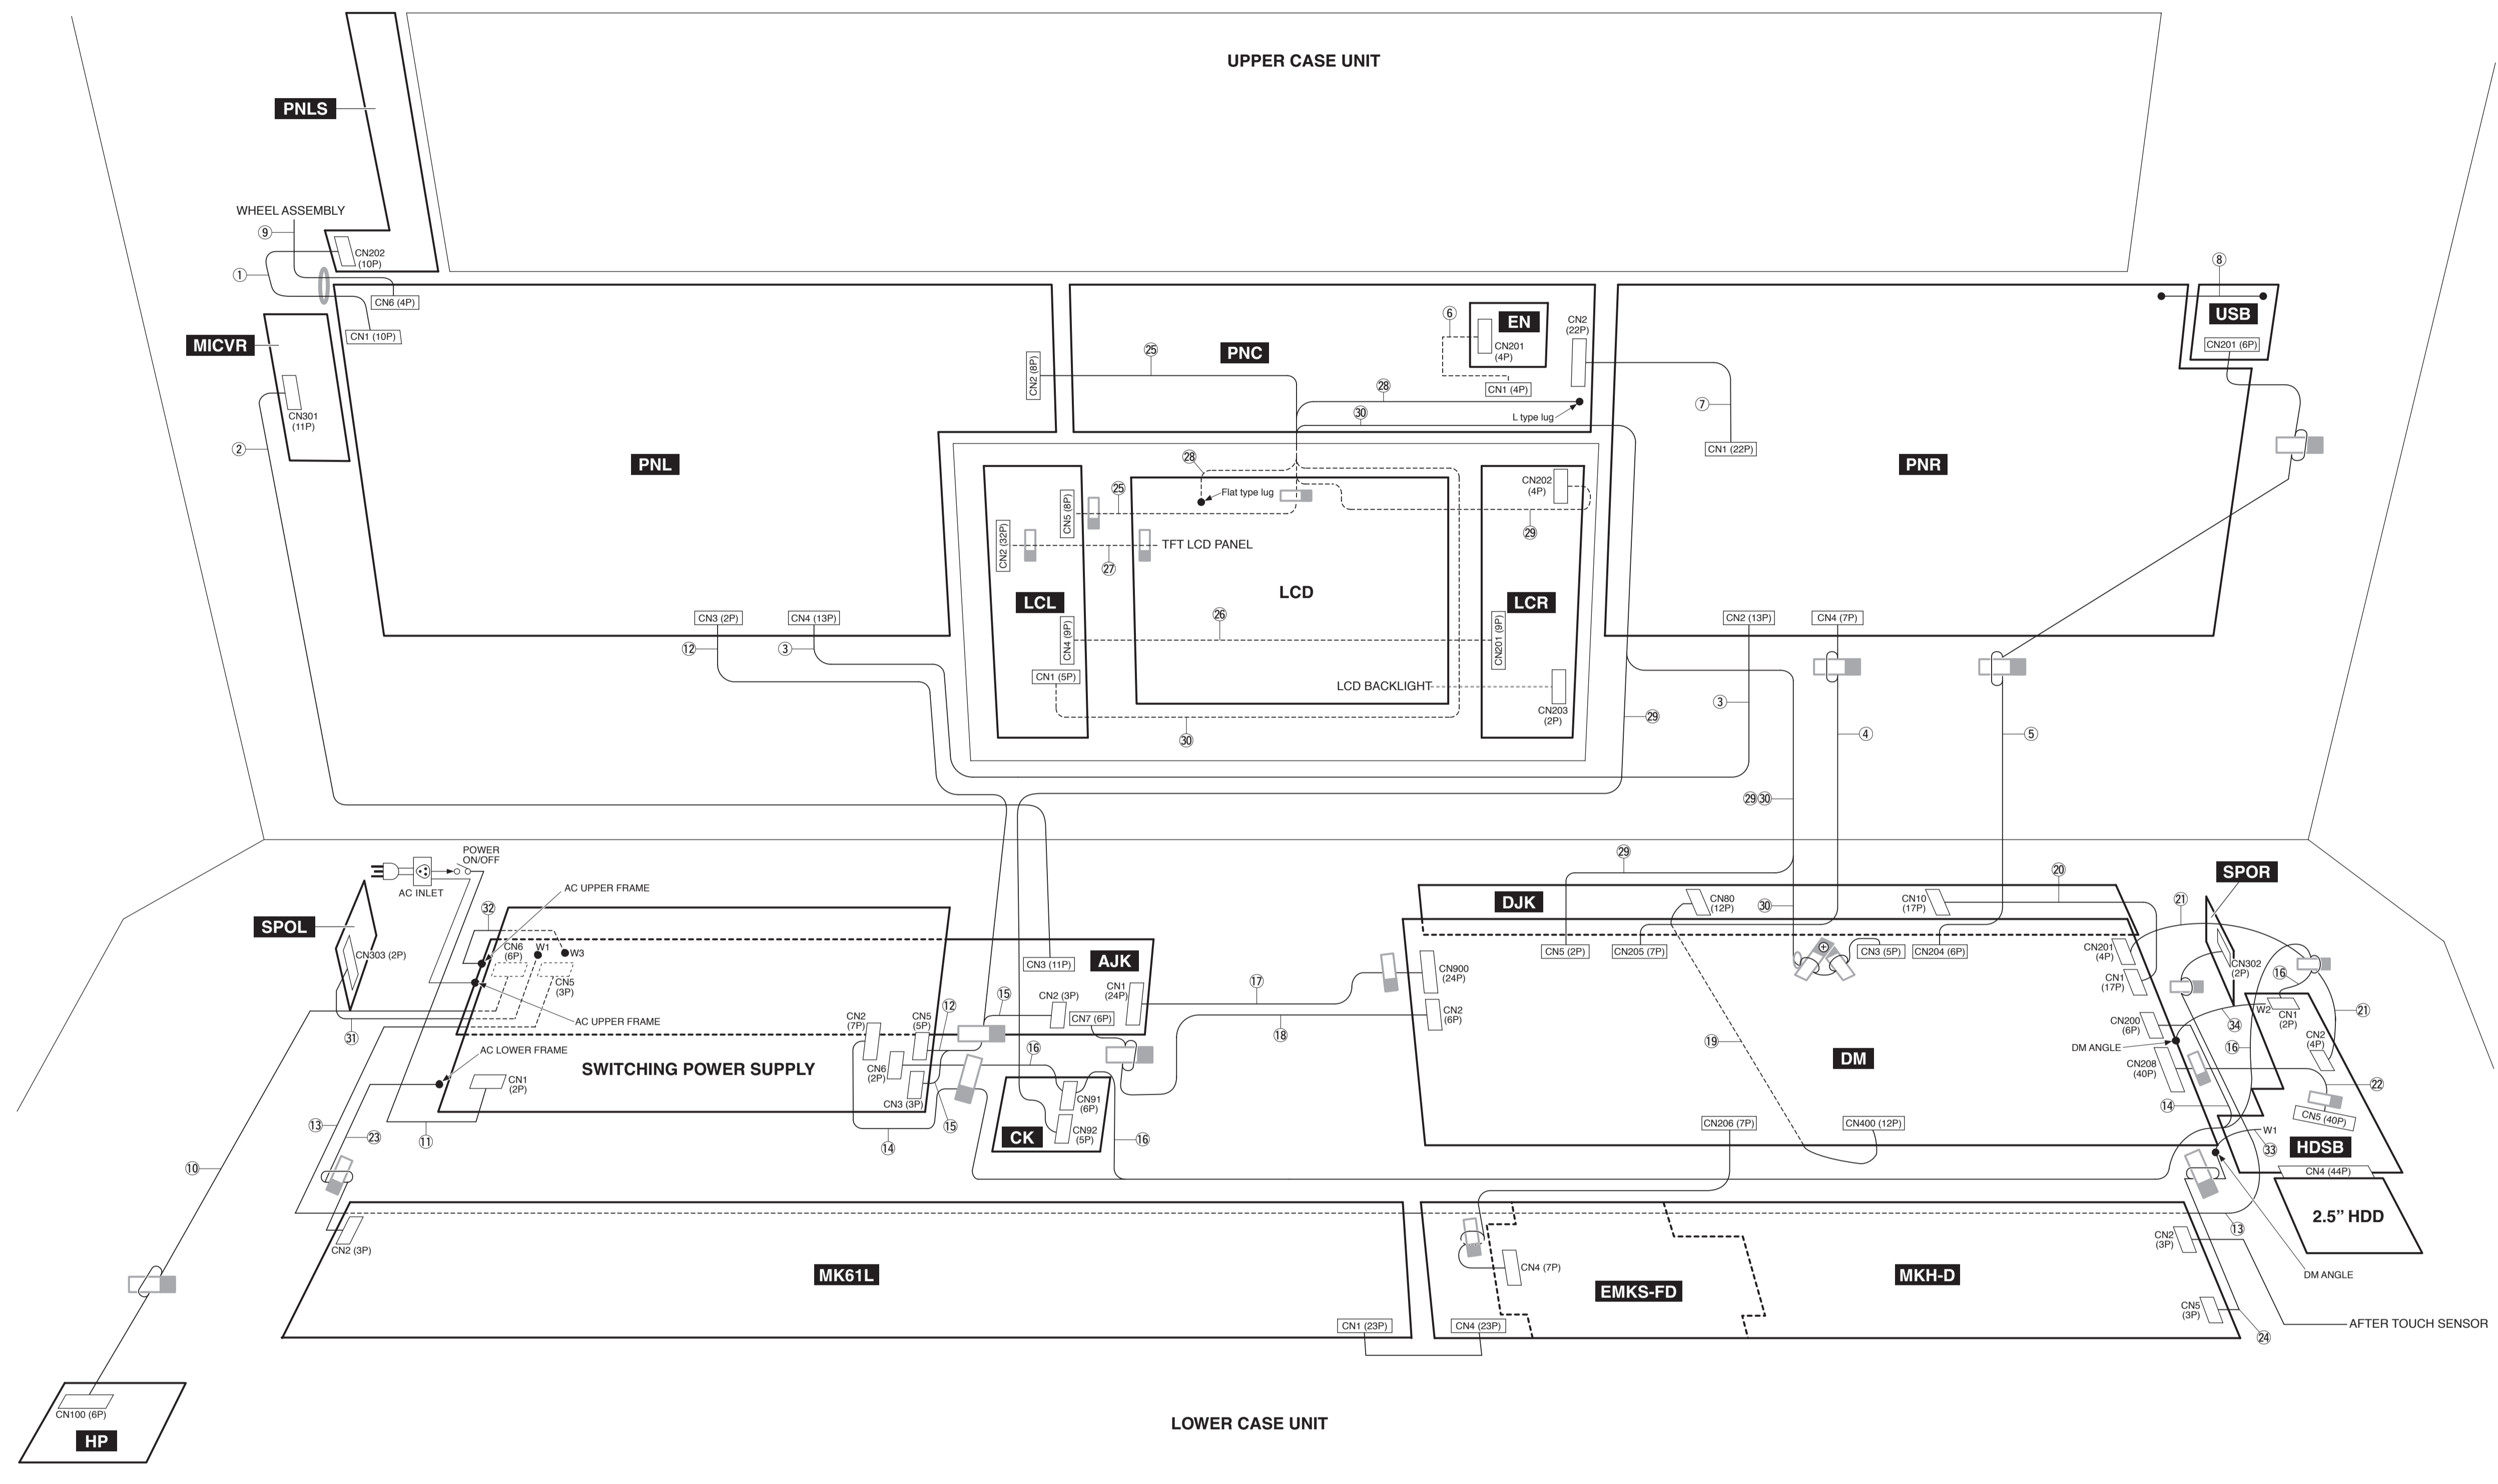 UPPER CASE UNIT
PNLS
WHEEL ASSEMBLY
⑨
CN202
(10P)
①
CN6 (4P)
CN1 (10P)
MICVR
CN301
(11P)
②
PNL
CN2 (8P)
CN3 (2P)
CN4 (13P)
⑫
③
PNC
㉕
⑥
EN
CN201
(4P)
CN1 (4P)
CN2
(22P)
㉘
L type lug
㉚
⑦
CN1 (22P)
PNR
⑧
USB
CN201 (6P)
㉘
Flat type lug
㉕
CN5 (8P)
CN2 (32P)
TFT LCD PANEL
㉗
LCL
LCD
㉖
CN4 (9P)
CN1 (5P)
LCD BACKLIGHT
㉚
CN202
(4P)
㉙
LCR
CN201 (9P)
CN203
(2P)
CN2 (13P)
CN4 (7P)
③
④
⑤
㉙
㉙㉚
POWER
ON/OFF
AC INLET
AC UPPER FRAME
SPOL
CN303 (2P)
㉜
CN6
(6P)
W1
W3
CN5
(3P)
㉛
AC UPPER FRAME
AC LOWER FRAME
SWITCHING POWER SUPPLY
CN1
(2P)
CN2
(7P)
CN5
(5P)
CN6
(2P)
CN3 (3P)
⑫
⑮
⑭
⑮
⑪
⑬
㉓
⑩
AJK
CN3 (11P)
CN1
(24P)
CN2 (3P)
CN7 (6P)
⑯
CK
CN91
(6P)
CN92
(5P)
⑯
⑰
⑱
㉙
DJK
CN80
(12P)
㉚
CN10
(17P)
⑳
SPOR
㉑
CN5 (2P)
CN205 (7P)
CN3 (5P)
CN204 (6P)
CN201
(4P)
CN1
(17P)
CN302
(2P)
⑯
CN900
(24P)
CN2
(6P)
⑲
DM
CN200
(6P)
DM ANGLE
CN208
(40P)
W2
CN1
(2P)
㉞
㉑
CN2
(4P)
⑯
㉒
⑭
CN5 (40P)
W1
㉝
HDSB
CN4 (44P)
CN206 (7P)
CN400 (12P)
2.5” HDD
⑬
DM ANGLE
CN2 (3P)
MK61L
CN1 (23P)
CN4 (7P)
CN4 (23P)
EMKS-FD
MKH-D
CN2
(3P)
CN5
(3P)
AFTER TOUCH SENSOR
㉔
CN100 (6P)
HP
LOWER CASE UNIT